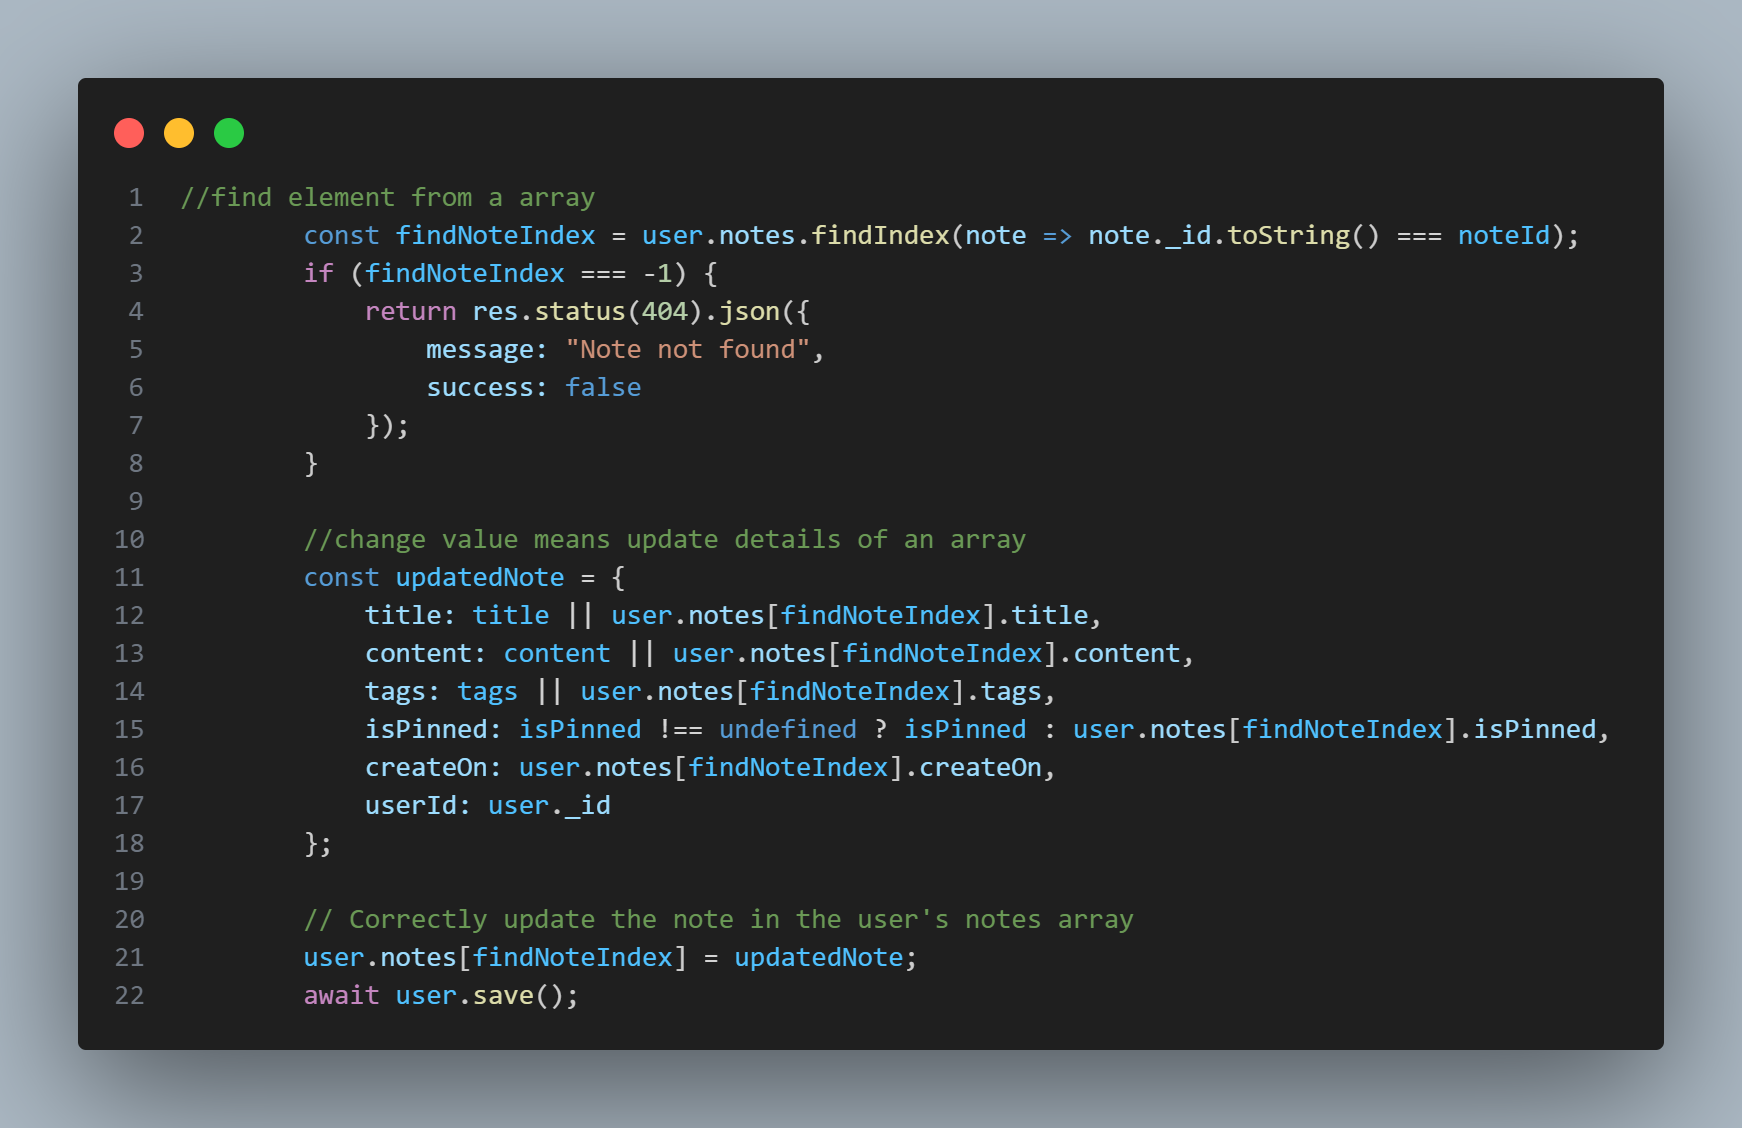 1 //find element from a array
2         const findNoteIndex = user.notes.findIndex(note => note._id.toString() === noteId);
3         if (findNoteIndex === -1) {
4             return res.status(404).json({
5                 message: "Note not found",
6                 success: false
7             });
8         }
9
10         //change value means update details of an array
11         const updatedNote = {
12             title: title || user.notes[findNoteIndex].title,
13             content: content || user.notes[findNoteIndex].content,
14             tags: tags || user.notes[findNoteIndex].tags,
15             isPinned: isPinned !== undefined ? isPinned : user.notes[findNoteIndex].isPinned,
16             createOn: user.notes[findNoteIndex].createOn,
17             userId: user._id
18         };
19
20         // Correctly update the note in the user's notes array
21         user.notes[findNoteIndex] = updatedNote;
22         await user.save();